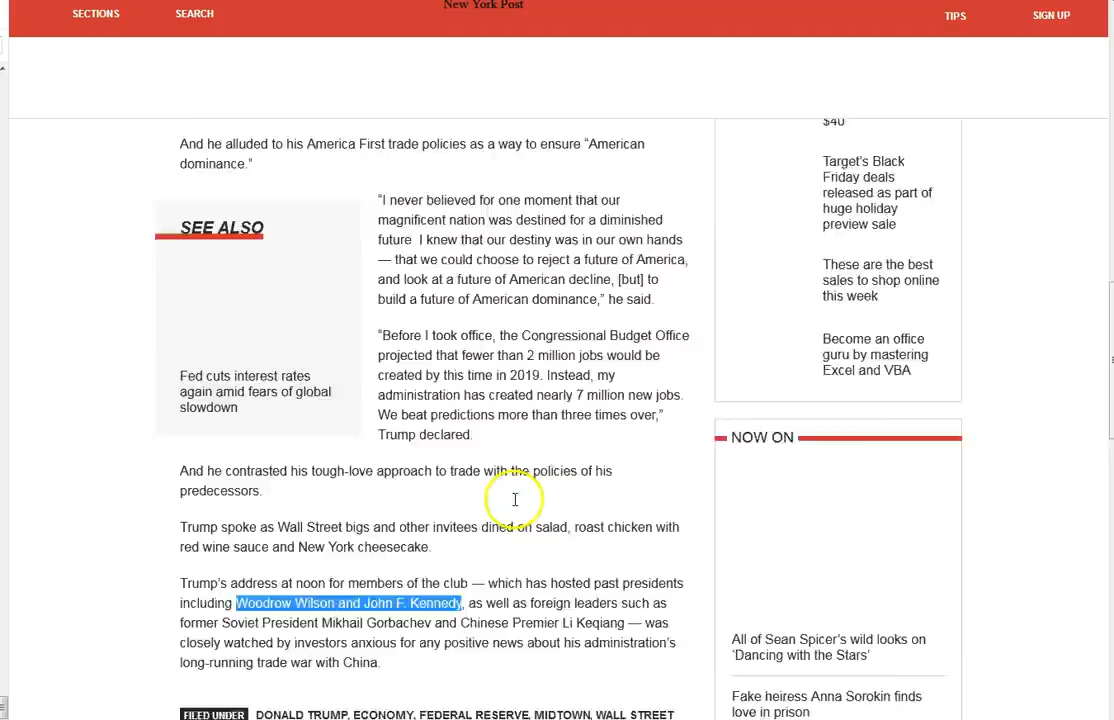 New York Post
SECTIONS
SEARCH
TIPS
SIGN UP
And he alluded to his America First trade policies as a way to ensure “American
dominance.”
SEE ALSO
Fed cuts interest rates
again amid fears of global
slowdown
“I never believed for one moment that our
magnificent nation was destined for a diminished
future. I knew that our destiny was in our own hands
— that we could choose to reject a future of America,
and look at a future of American decline, [but] to
build a future of American dominance,” he said.
“Before I took office, the Congressional Budget Office
projected that fewer than 2 million jobs would be
created by this time in 2019. Instead, my
administration has created nearly 7 million new jobs.
We beat predictions more than three times over,”
Trump declared.
And he contrasted his tough-love approach to trade with the policies of his
predecessors.
Trump spoke as Wall Street bigs and other invitees dined on salad, roast chicken with
red wine sauce and New York cheesecake.
Trump’s address at noon for members of the club — which has hosted past presidents
including Woodrow Wilson and John F. Kennedy, as well as foreign leaders such as
former Soviet President Mikhail Gorbachev and Chinese Premier Li Keqiang — was
closely watched by investors anxious for any positive news about his administration’s
long-running trade war with China.
FILED UNDER DONALD TRUMP, ECONOMY, FEDERAL RESERVE, MIDTOWN, WALL STREET
$40
Target’s Black
Friday deals
released as part of
huge holiday
preview sale
These are the best
sales to shop online
this week
Become an office
guru by mastering
Excel and VBA
NOW ON
All of Sean Spicer’s wild looks on
‘Dancing with the Stars’
Fake heiress Anna Sorokin finds
love in prison